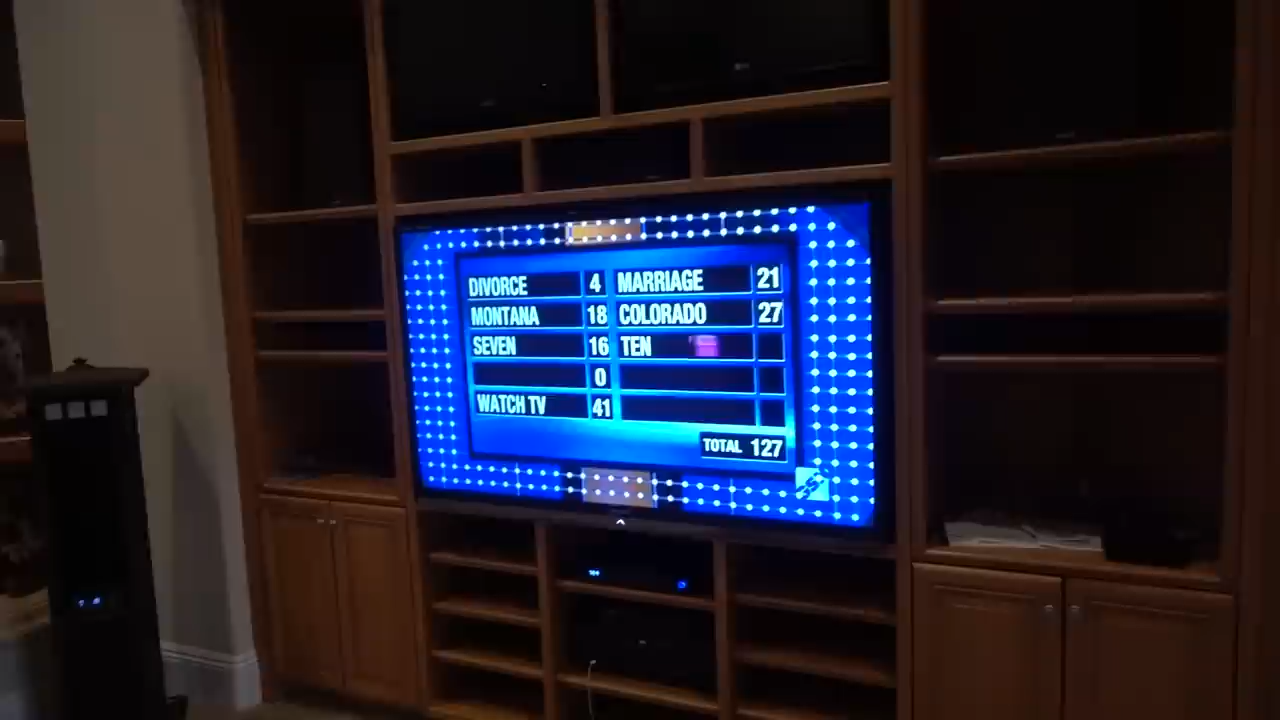 DIVORCE 4 MARRIAGE 21
MONTANA 18 COLORADO 27
SEVEN 16 TEN
0
WATCH TV 41
TOTAL 127